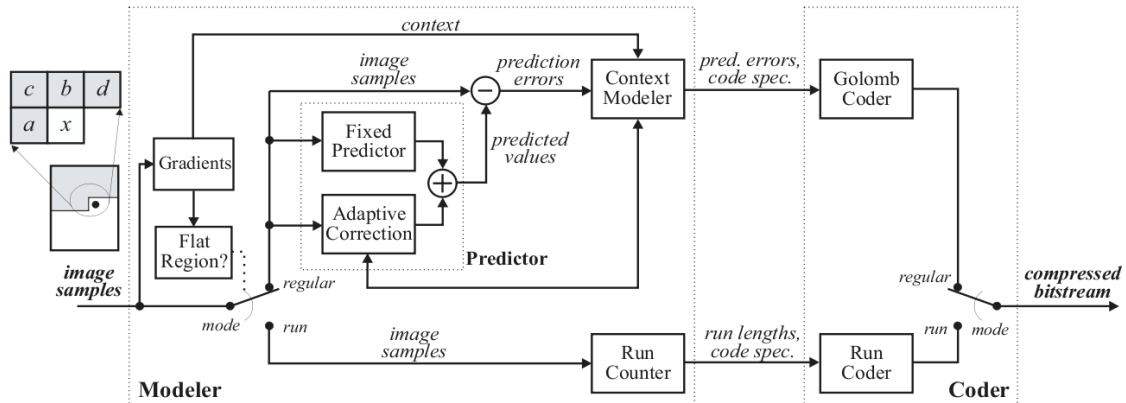 context
image
samples
prediction
errors
pred. errors,
code spec.
c b d
a x
Gradients
Flat
Region?
Fixed
Predictor
Adaptive
Correction
−
+
predicted
values
Predictor
Context
Modeler
Golomb
Coder
image
samples
regular
mode
run
image
samples
Run
Counter
run lengths,
code spec.
Run
Coder
regular
run
mode
compressed
bitstream
Modeler
Coder